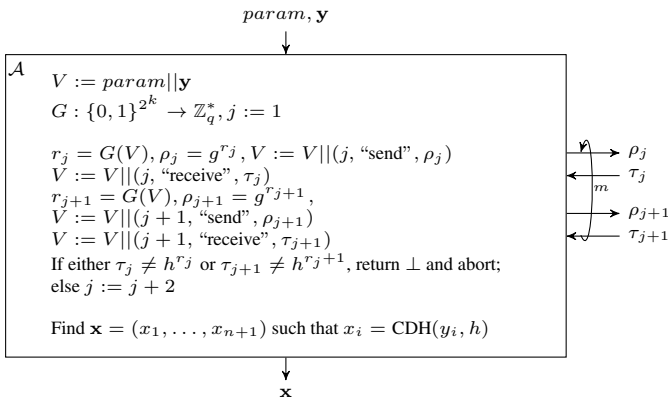 param, y
𝒜
V := param||y
G : {0, 1}^{2^k} → ℤ_q^*, j := 1
r_j = G(V), ρ_j = g^{r_j}, V := V||(j, “send”, ρ_j)
V := V||(j, “receive”, τ_j)
r_{j+1} = G(V), ρ_{j+1} = g^{r_{j+1}},
V := V||(j + 1, “send”, ρ_{j+1})
V := V||(j + 1, “receive”, τ_{j+1})
If either τ_j ≠ h^{r_j} or τ_{j+1} ≠ h^{r_{j+1}}, return ⊥ and abort;
else j := j + 2
Find x = (x_1, . . . , x_{n+1}) such that x_i = CDH(y_i, h)
ρ_j
τ_j
m
ρ_{j+1}
τ_{j+1}
x